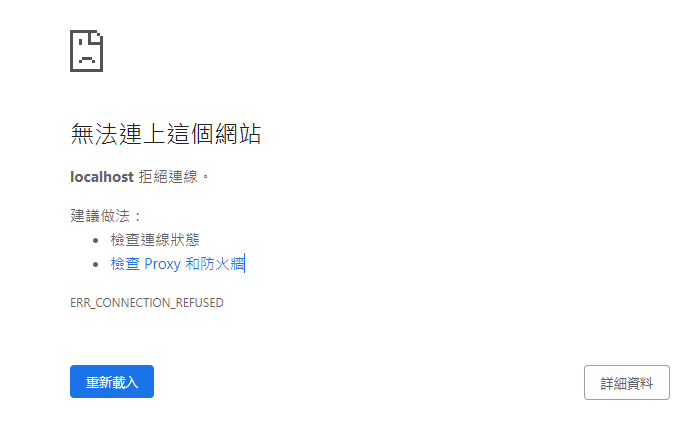 無法連上這個網站
localhost 拒絕連線。
建議做法：
• 檢查連線狀態
• 檢查 Proxy 和防火牆
ERR_CONNECTION_REFUSED
重新載入
詳細資料